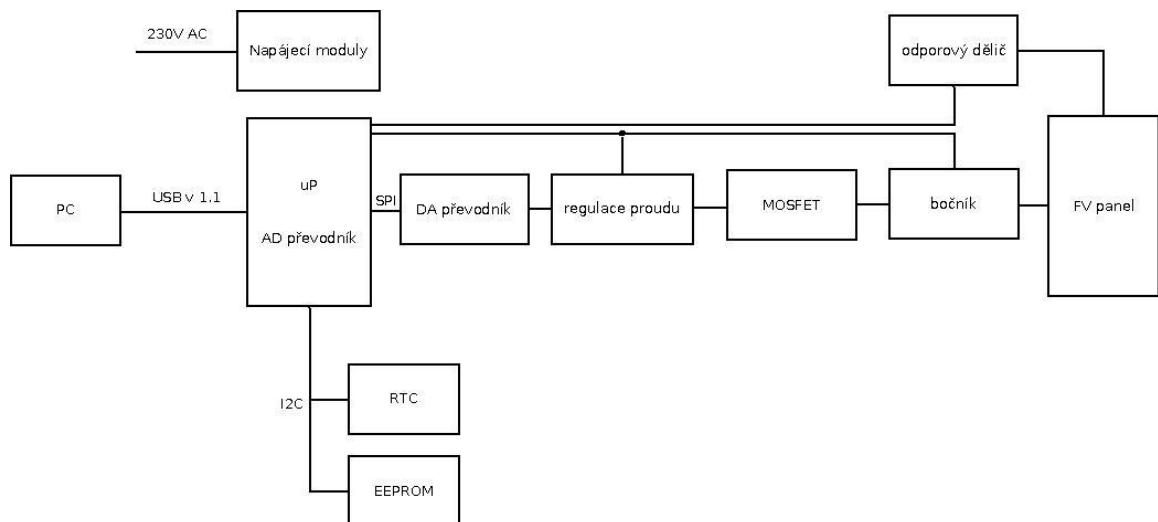 230V AC
Napájecí moduly
odporový dělič
PC
USB v 1.1
uP
AD převodník
SPI
DA převodník
regulace proudu
MOSFET
bočník
FV panel
I2C
RTC
EEPROM